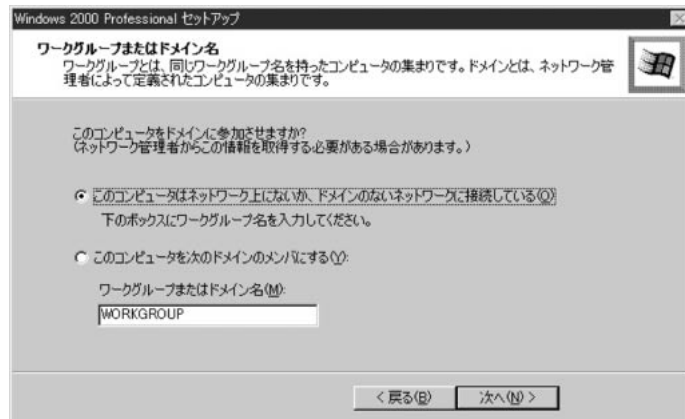 Windows 2000 Professional セットアップ
ワークグループまたはドメイン名
ワークグループとは、同じワークグループ名を持ったコンピュータの集まりです。ドメインとは、ネットワーク管
理者によって定義されたコンピュータの集まりです。
このコンピュータをドメインに参加させますか?
(ネットワーク管理者からこの情報を取得する必要がある場合があります。)
このコンピュータはネットワーク上にないか、ドメインのないネットワークに接続している(O)
下のボックスにワークグループ名を入力してください。
このコンピュータを次のドメインのメンバにする(Y):
ワークグループまたはドメイン名(M):
WORKGROUP
< 戻る(B)
次へ(N) >